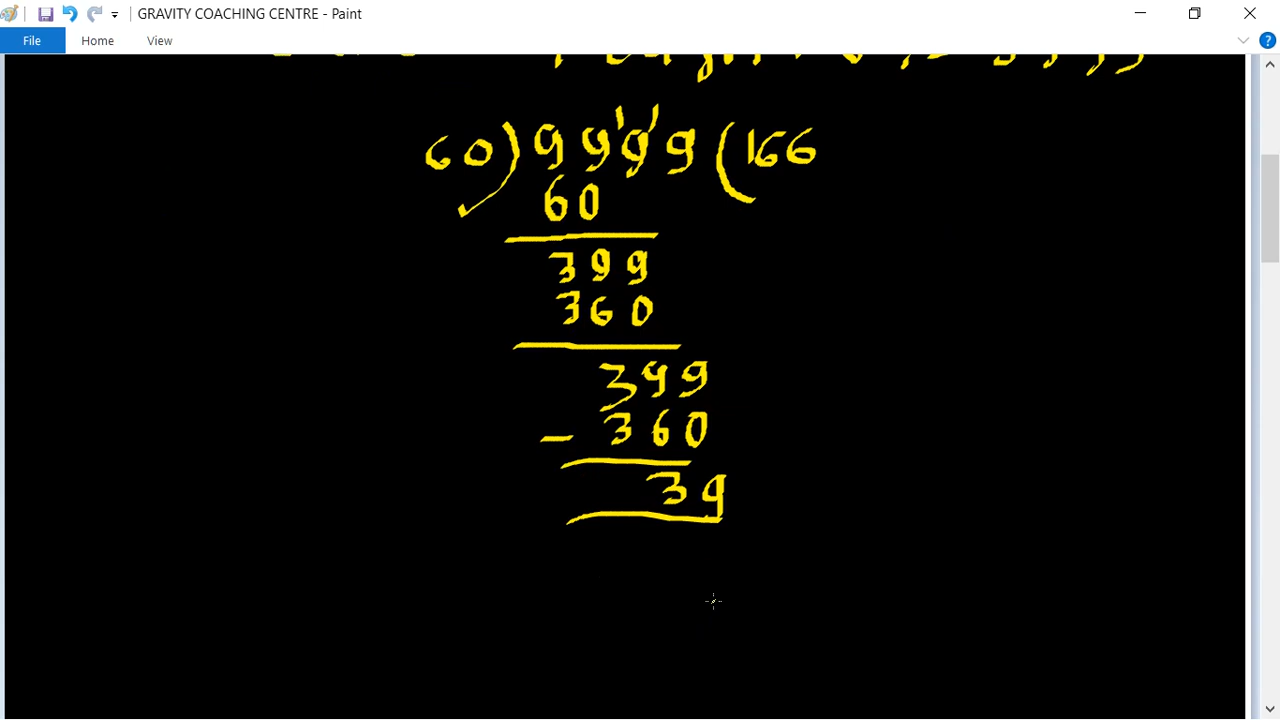 GRAVITY COACHING CENTRE - Paint
File Home View
60) 9999 (166
60
399
360
399
- 360
39